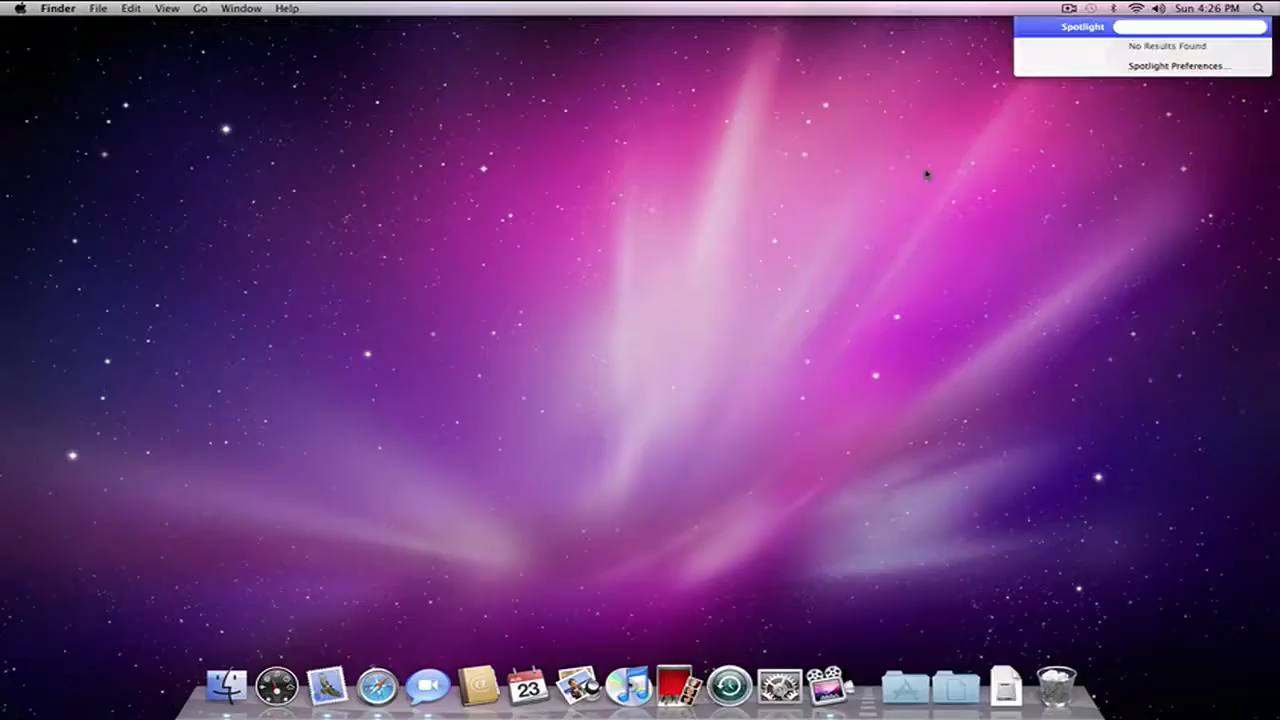 Finder File Edit View Go Window Help Sun 4:26 PM
Spotlight
No Results Found
Spotlight Preferences...
23